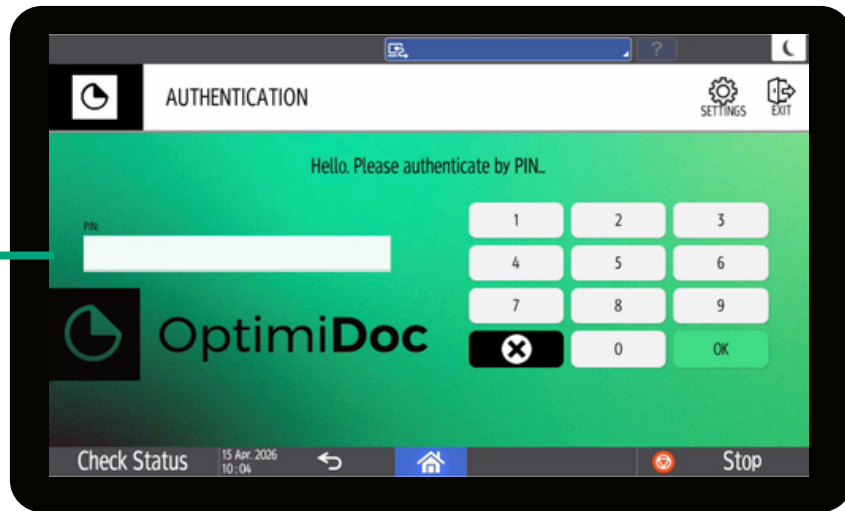 ?
AUTHENTICATION
SETTINGS
EXIT
Hello. Please authenticate by PIN...
PIN:
1 2 3
4 5 6
7 8 9
0 OK
OptimiDoc
Check Status
15 Apr. 2026
10:04
Stop